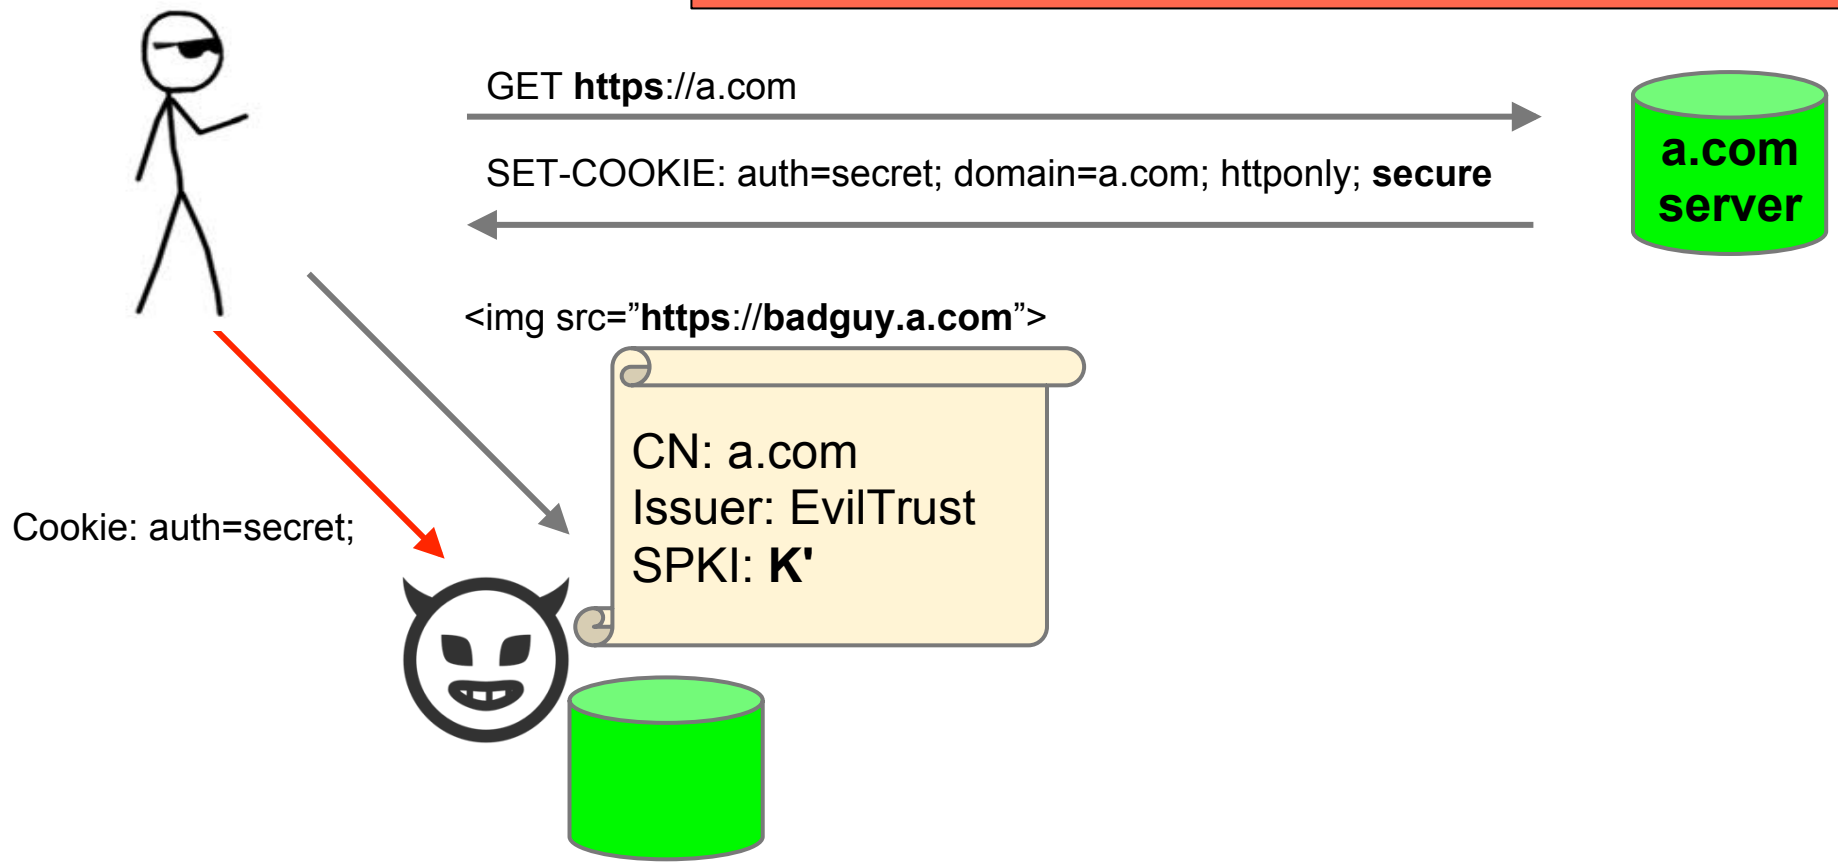 GET https://a.com
SET-COOKIE: auth=secret; domain=a.com; httponly; secure
a.com
server
<img src=”https://badguy.a.com”>
CN: a.com
Issuer: EvilTrust
SPKI: K'
Cookie: auth=secret;